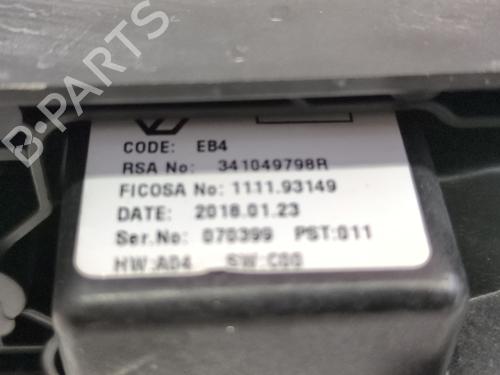 B-PARTS
CODE: EB4
RSA No: 341049798R
FICOSA No: 1111.93149
DATE: 2018.01.23
Ser.No: 070399 PST:011
HW:A04 SW:C00